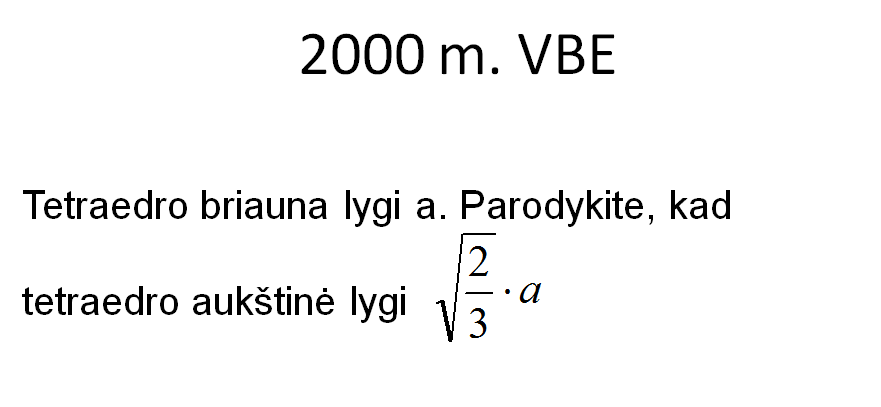 2000 m. VBE
Tetraedro briauna lygi a. Parodykite, kad
tetraedro aukštinė lygi √(2/3) · a